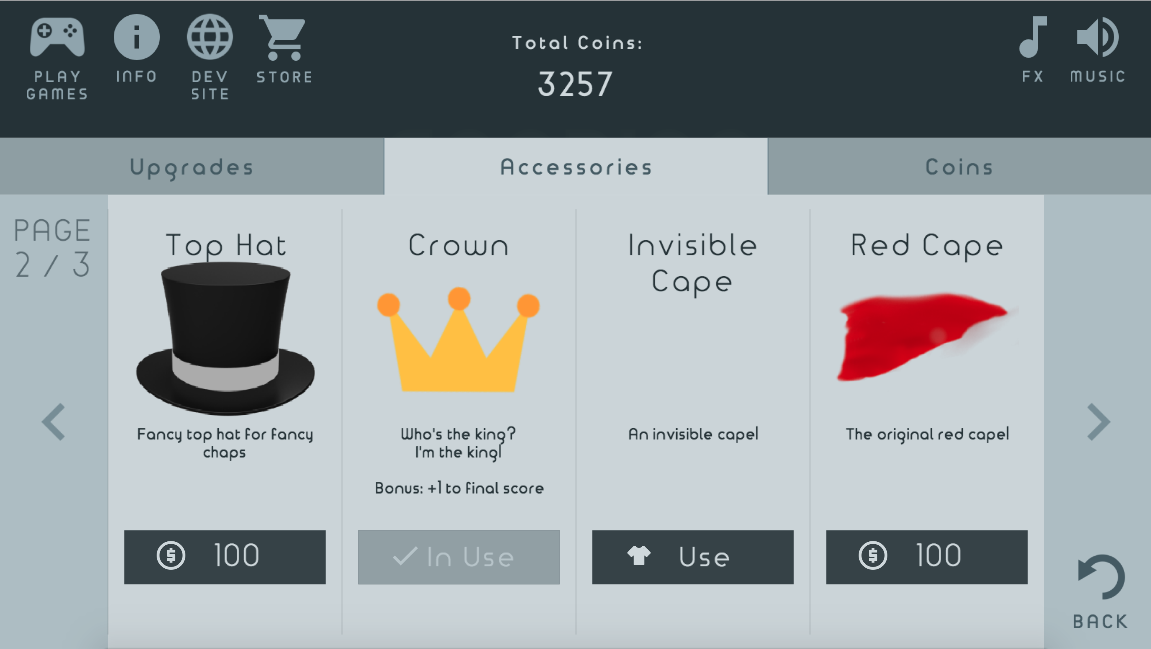 PLAY
GAMES
INFO
DEV
SITE
STORE
Total Coins:
3257
FX
MUSIC
Upgrades
Accessories
Coins
PAGE
2 / 3
Top Hat
Fancy top hat for fancy
chaps
$ 100
Crown
Who's the king?
I'm the king!
Bonus: +1 to final score
In Use
Invisible
Cape
An invisible cape!
Use
Red Cape
The original red cape!
$ 100
BACK